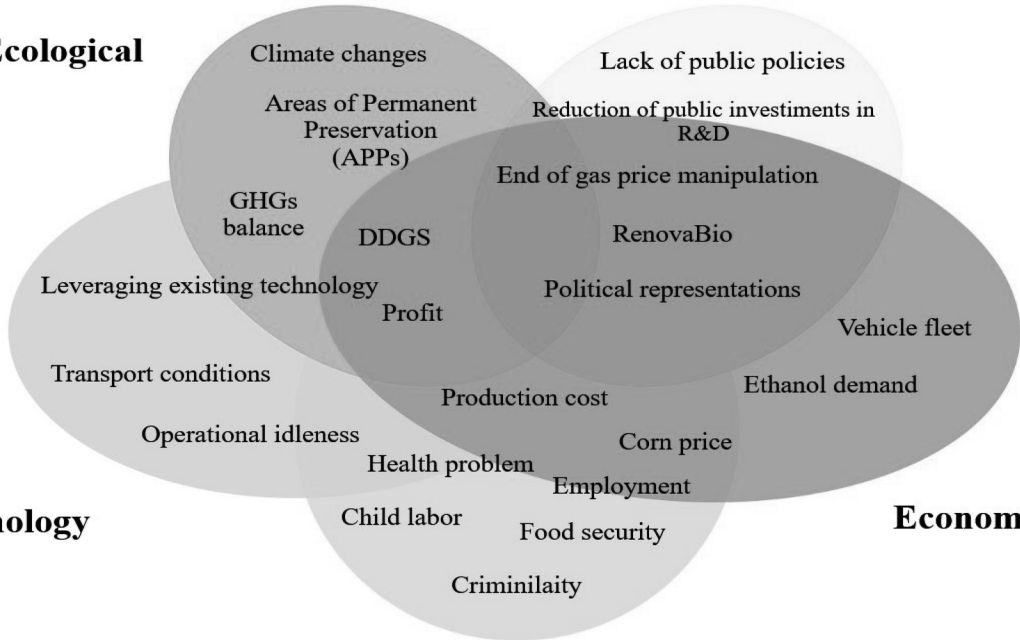 Ecological
Climate changes
Lack of public policies
Areas of Permanent
Preservation
(APPs)
Reduction of public investiments in
R&D
End of gas price manipulation
GHGs
balance
DDGS
RenovaBio
Leveraging existing technology
Political representations
Profit
Vehicle fleet
Transport conditions
Ethanol demand
Production cost
Operational idleness
Corn price
Health problem
Employment
nology
Child labor
Food security
Econom
Criminilaity